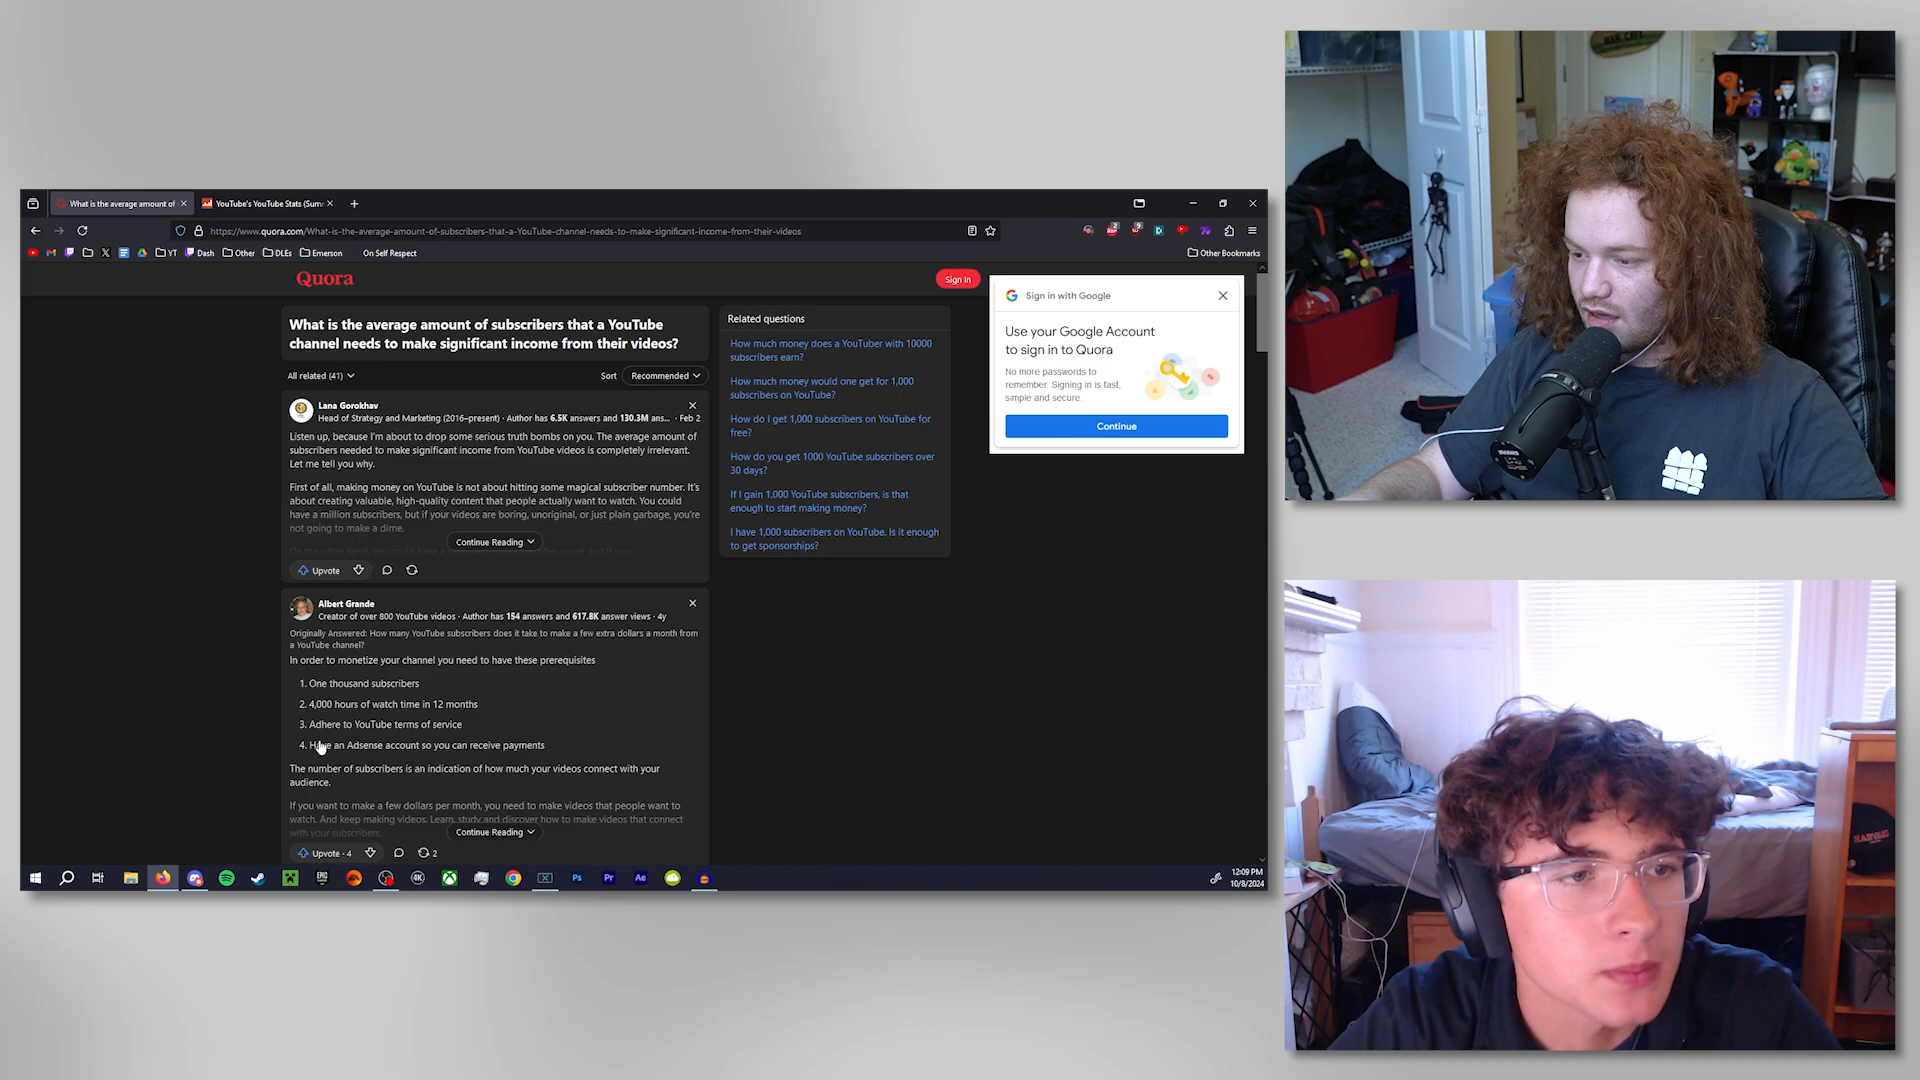 What is the average amount of
YouTube's YouTube Stats (Sum
https://www.quora.com/What-is-the-average-amount-of-subscribers-that-a-YouTube-channel-needs-to-make-significant-income-from-their-videos
YT
Dash
Other
DLEs
Emerson
On Self Respect
Other Bookmarks
Quora
Sign In
What is the average amount of subscribers that a YouTube
channel needs to make significant income from their videos?
All related (41)
Sort
Recommended
Lana Gorokhav
Head of Strategy and Marketing (2016–present) · Author has 6.5K answers and 130.3M ans... · Feb 2
Listen up, because I'm about to drop some serious truth bombs on you. The average amount of
subscribers needed to make significant income from YouTube videos is completely irrelevant.
Let me tell you why.
First of all, making money on YouTube is not about hitting some magical subscriber number. It's
about creating valuable, high-quality content that people actually want to watch. You could
have a million subscribers, but if your videos are boring, unoriginal, or just plain garbage, you're
not going to make a dime.
Continue Reading
Upvote
Albert Grande
Creator of over 800 YouTube videos · Author has 154 answers and 617.8K answer views · 4y
Originally Answered: How many YouTube subscribers does it take to make a few extra dollars a month from
a YouTube channel?
In order to monetize your channel you need to have these prerequisites
1. One thousand subscribers
2. 4,000 hours of watch time in 12 months
3. Adhere to YouTube terms of service
4. Have an Adsense account so you can receive payments
The number of subscribers is an indication of how much your videos connect with your
audience.
If you want to make a few dollars per month, you need to make videos that people want to
watch. And keep making videos. Learn, study and discover how to make videos that connect
with your subscribers.
Continue Reading
Upvote · 4
2
Related questions
How much money does a YouTuber with 10000
subscribers earn?
How much money would one get for 1,000
subscribers on YouTube?
How do I get 1,000 subscribers on YouTube for
free?
How do you get 1000 YouTube subscribers over
30 days?
If I gain 1,000 YouTube subscribers, is that
enough to start making money?
I have 1,000 subscribers on YouTube. Is it enough
to get sponsorships?
Sign in with Google
Use your Google Account
to sign in to Quora
No more passwords to
remember. Signing in is fast,
simple and secure.
Continue
EPIC
4K
Ps
Pr
Ae
12:09 PM
10/8/2024
HARVARD